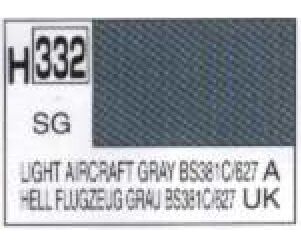 H 332
SG
LIGHT AIRCRAFT GRAY BS381C/627 A
HELL FLUGZEUG GRAU BS381C/627 UK